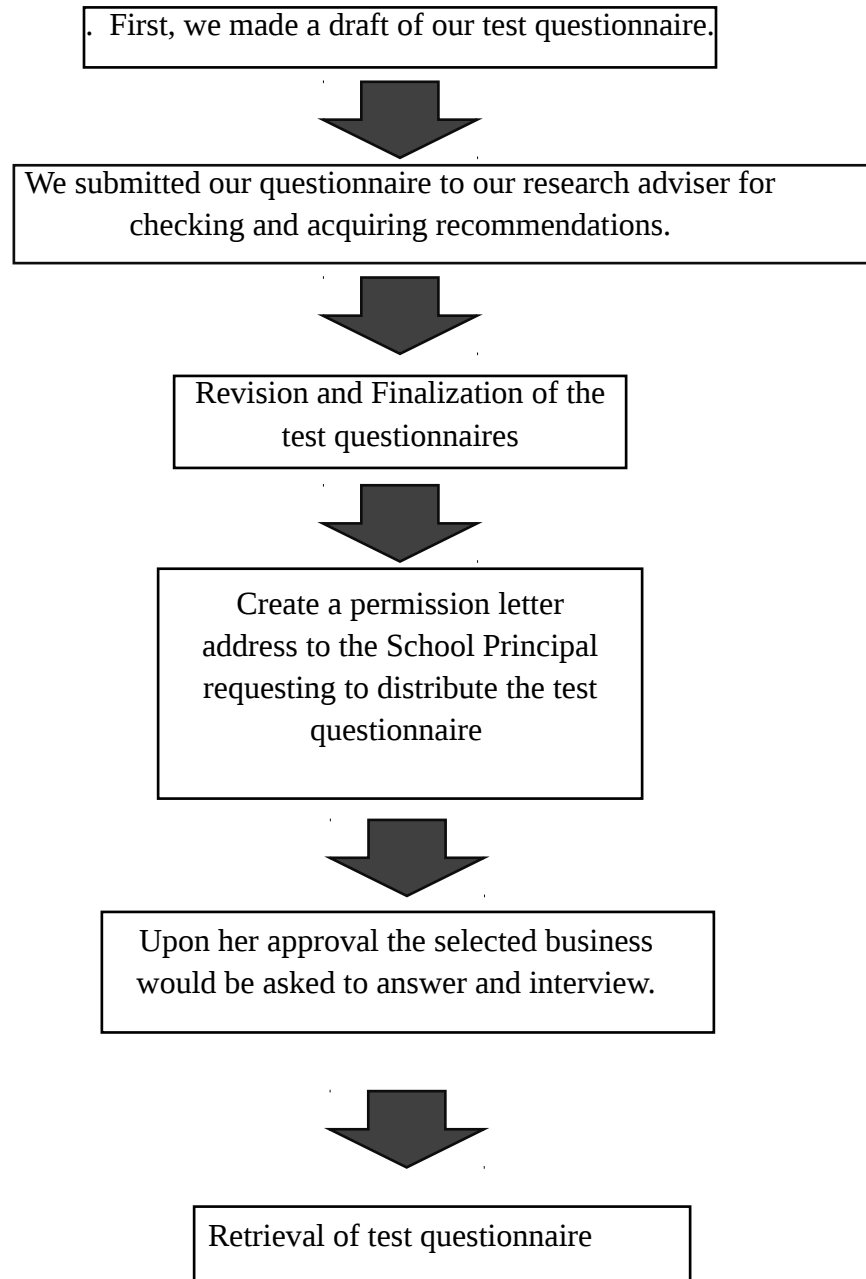 .  First, we made a draft of our test questionnaire.
We submitted our questionnaire to our research adviser for
checking and acquiring recommendations.
Revision and Finalization of the
test questionnaires
Create a permission letter
address to the School Principal
requesting to distribute the test
questionnaire
Upon her approval the selected business
would be asked to answer and interview.
Retrieval of test questionnaire